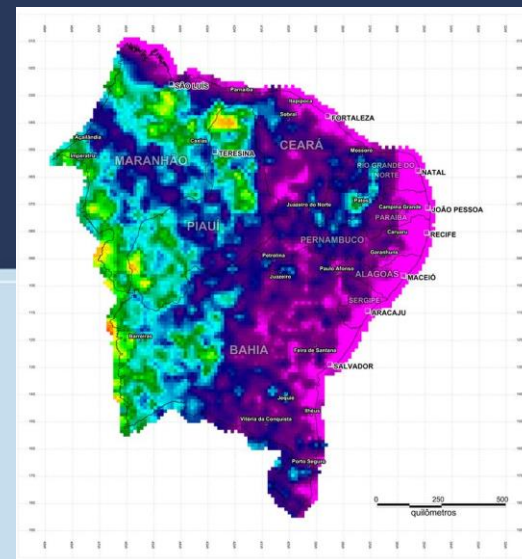 SÃO LUÍS
Parnaíba
Itapipoca
Sobral
FORTALEZA
CEARÁ
Açailândia
Imperatriz
Caxias
TERESINA
MARANHÃO
Mossoró
RIO GRANDE DO
NORTE
NATAL
Patos
Juazeiro do Norte
Campina Grande
JOÃO PESSOA
PARAÍBA
PIAUÍ
Caruaru
RECIFE
PERNAMBUCO
Garanhuns
Petrolina
Juazeiro
Paulo Afonso
ALAGOAS
MACEIÓ
SERGIPE
ARACAJU
Barreiras
BAHIA
Feira de Santana
SALVADOR
Jequié
Ilhéus
Vitória da Conquista
Porto Seguro
0 250 500
quilômetros